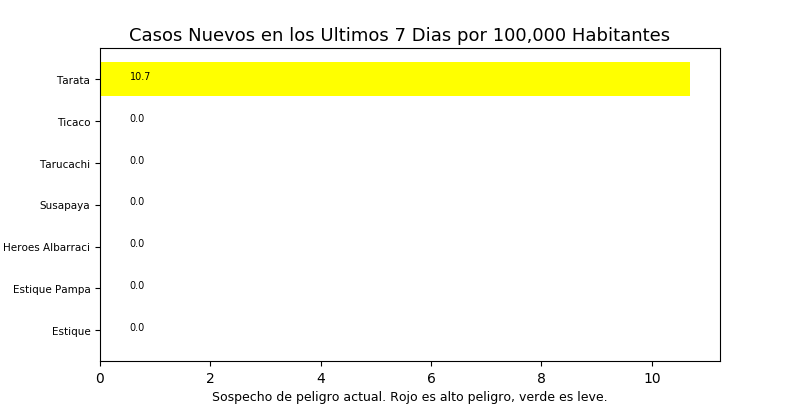 Casos Nuevos en los Ultimos 7 Dias por 100,000 Habitantes
Tarata 10.7
Ticaco 0.0
Tarucachi 0.0
Susapaya 0.0
Heroes Albarraci 0.0
Estique Pampa 0.0
Estique 0.0
0 2 4 6 8 10
Sospecho de peligro actual. Rojo es alto peligro, verde es leve.